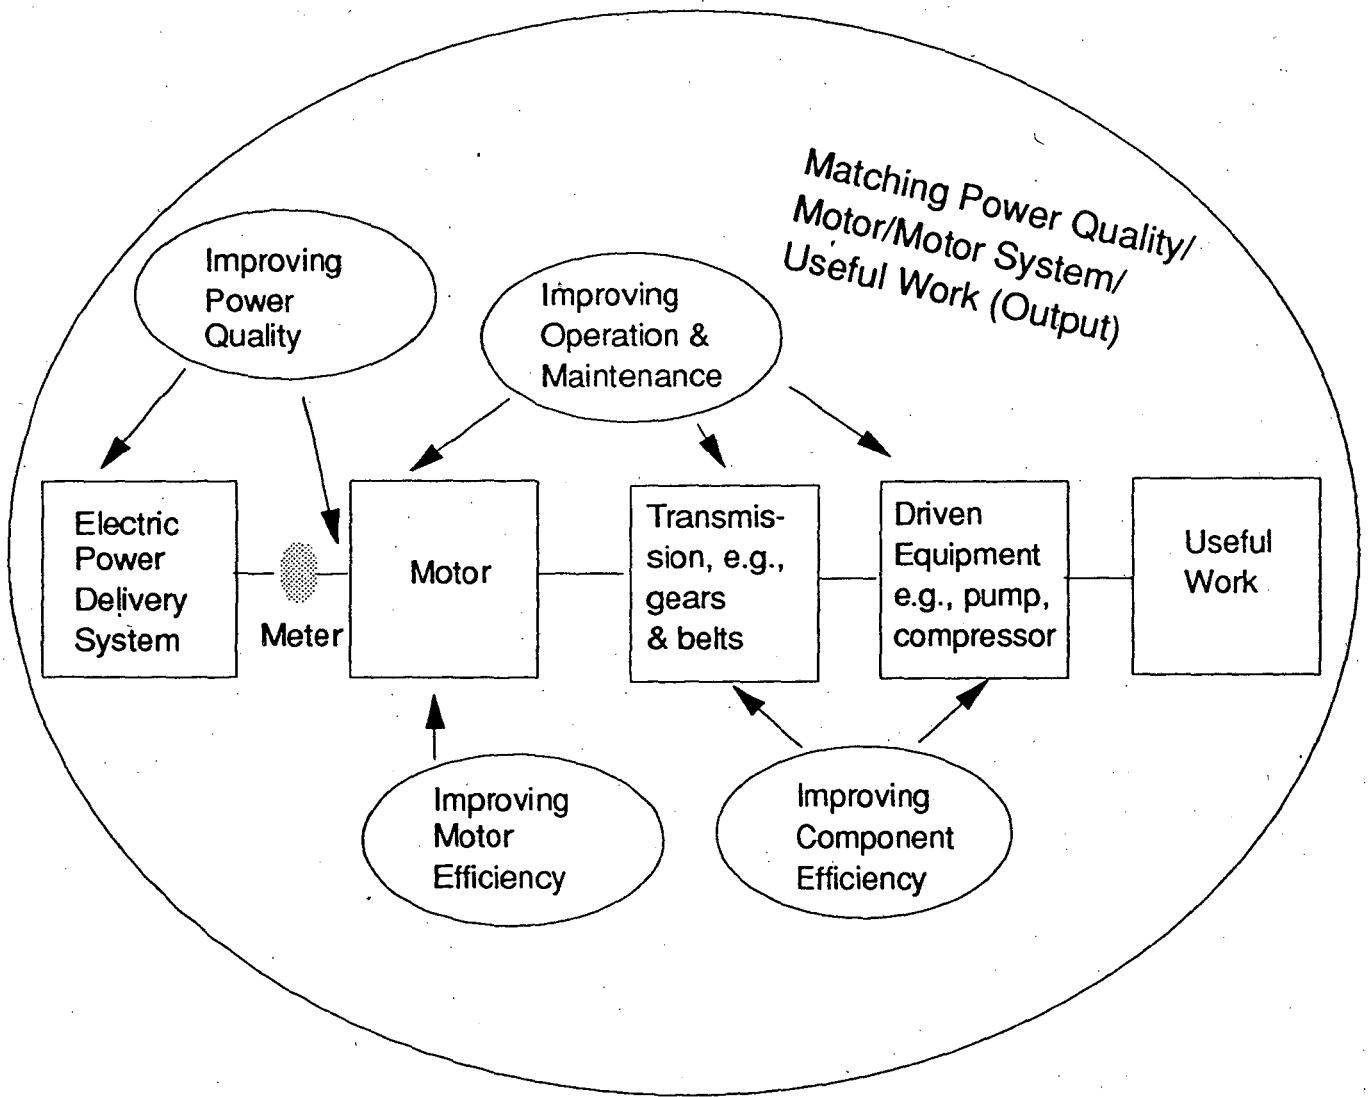 Matching Power Quality/
Motor/Motor System/
Useful Work (Output)
Improving
Power
Quality
Improving
Operation &
Maintenance
Electric
Power
Delivery
System
Meter
Motor
Transmis-
sion, e.g.,
gears
& belts
Driven
Equipment
e.g., pump,
compressor
Useful
Work
Improving
Motor
Efficiency
Improving
Component
Efficiency